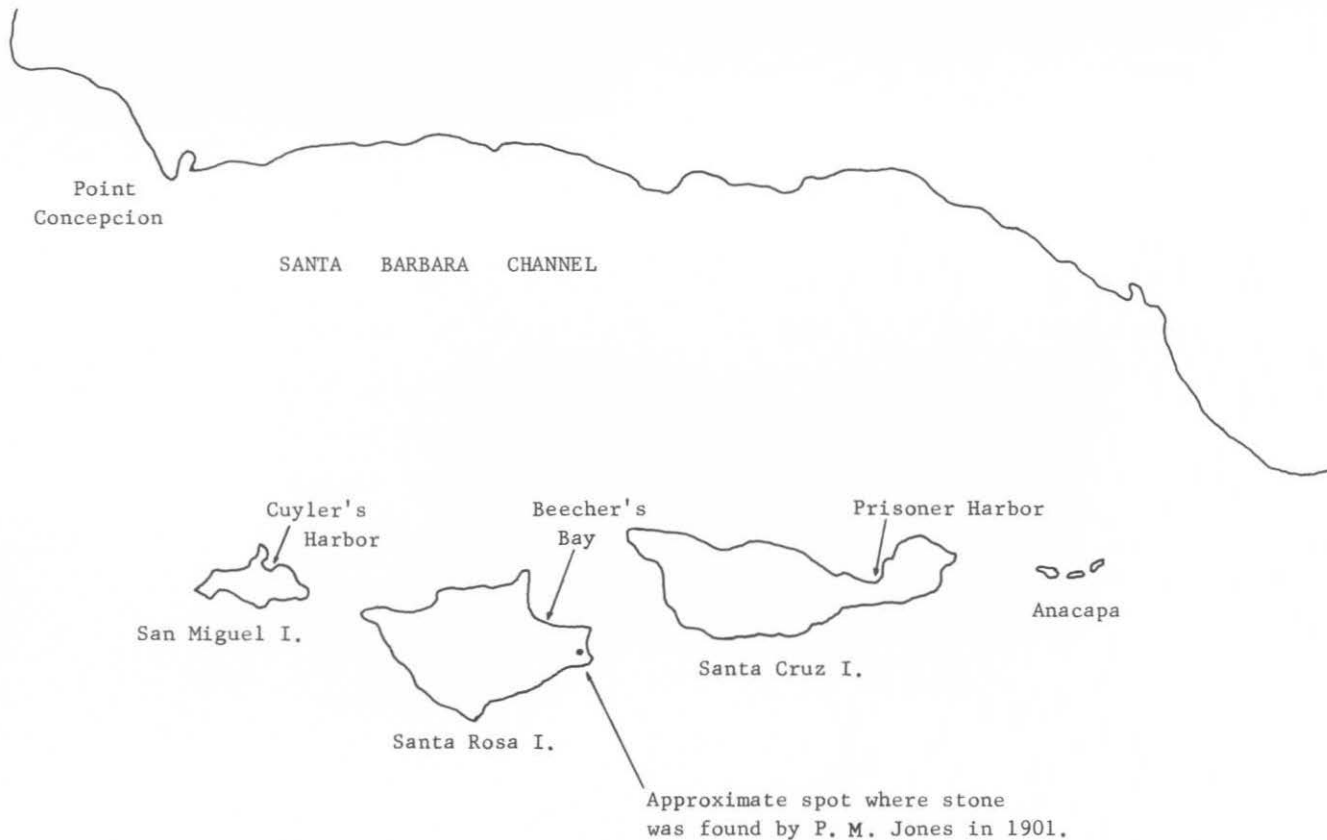 Point
Concepcion
SANTA BARBARA CHANNEL
Cuyler's
Harbor
Beecher's
Bay
Prisoner Harbor
San Miguel I.
Anacapa
Santa Cruz I.
Santa Rosa I.
Approximate spot where stone
was found by P. M. Jones in 1901.